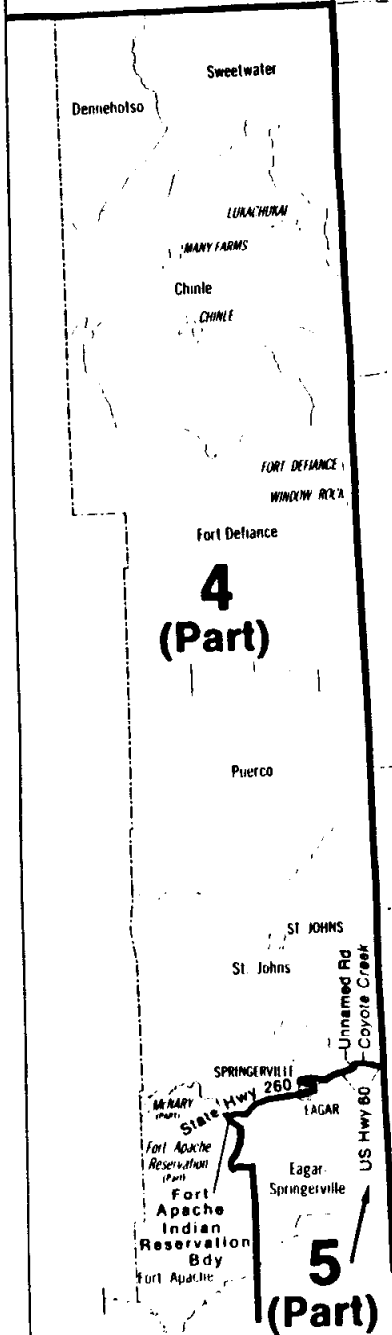 Sweetwater
Dennehotso
LUKACHUKAI
MANY FARMS
Chinle
CHINLE
FORT DEFIANCE
WINDOW ROCK
Fort Defiance
4
(Part)
Puerco
ST JOHNS
St. Johns
Unnamed Rd
Coyote Creek
SPRINGERVILLE
State Hwy 260
McNARY
(Part)
EAGAR
US Hwy 60
Fort Apache
Reservation
(Part)
Eagar-
Springerville
Fort
Apache
Indian
Reservation
Bdy
Fort Apache
5
(Part)